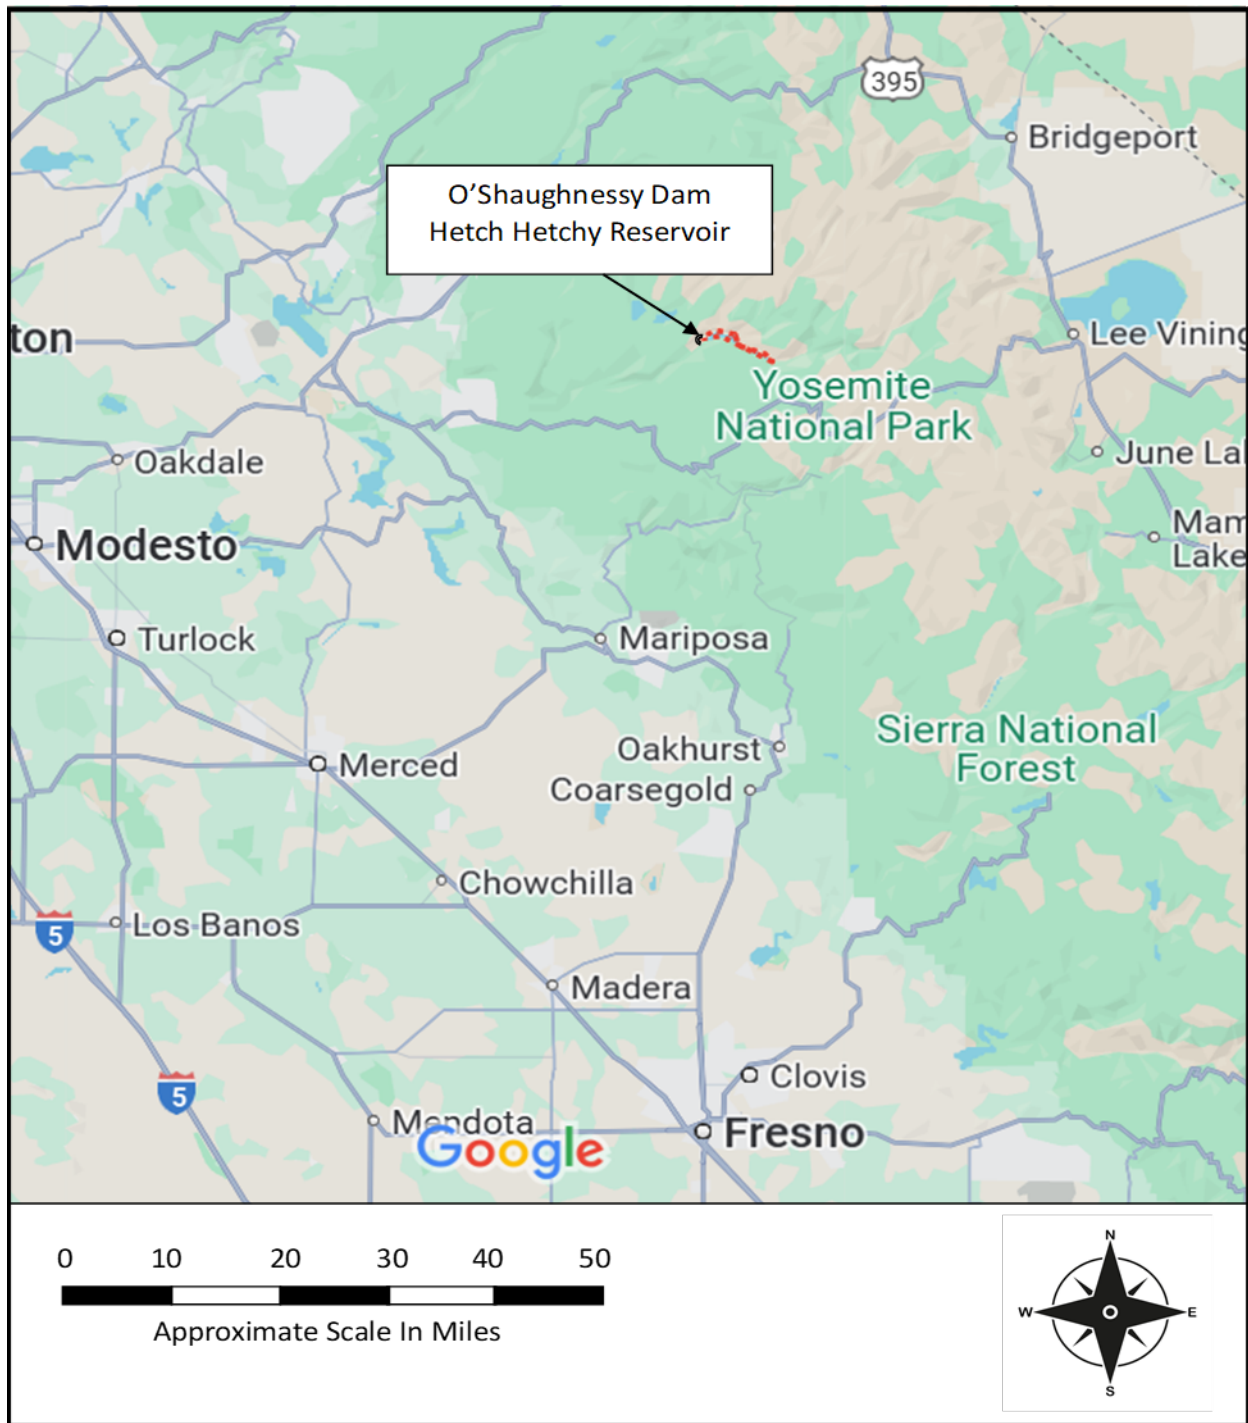 395
Bridgeport
O'Shaughnessy Dam
Hetch Hetchy Reservoir
ton
Lee Vining
Yosemite
National Park
June Lal
Oakdale
Mam
Lake
Modesto
Turlock
Mariposa
Sierra National
Forest
Oakhurst
Merced
Coarsegold
Chowchilla
Los Banos
5
Madera
Clovis
5
Mendota
Google
Fresno
0 10 20 30 40 50
Approximate Scale In Miles
N
W E
S